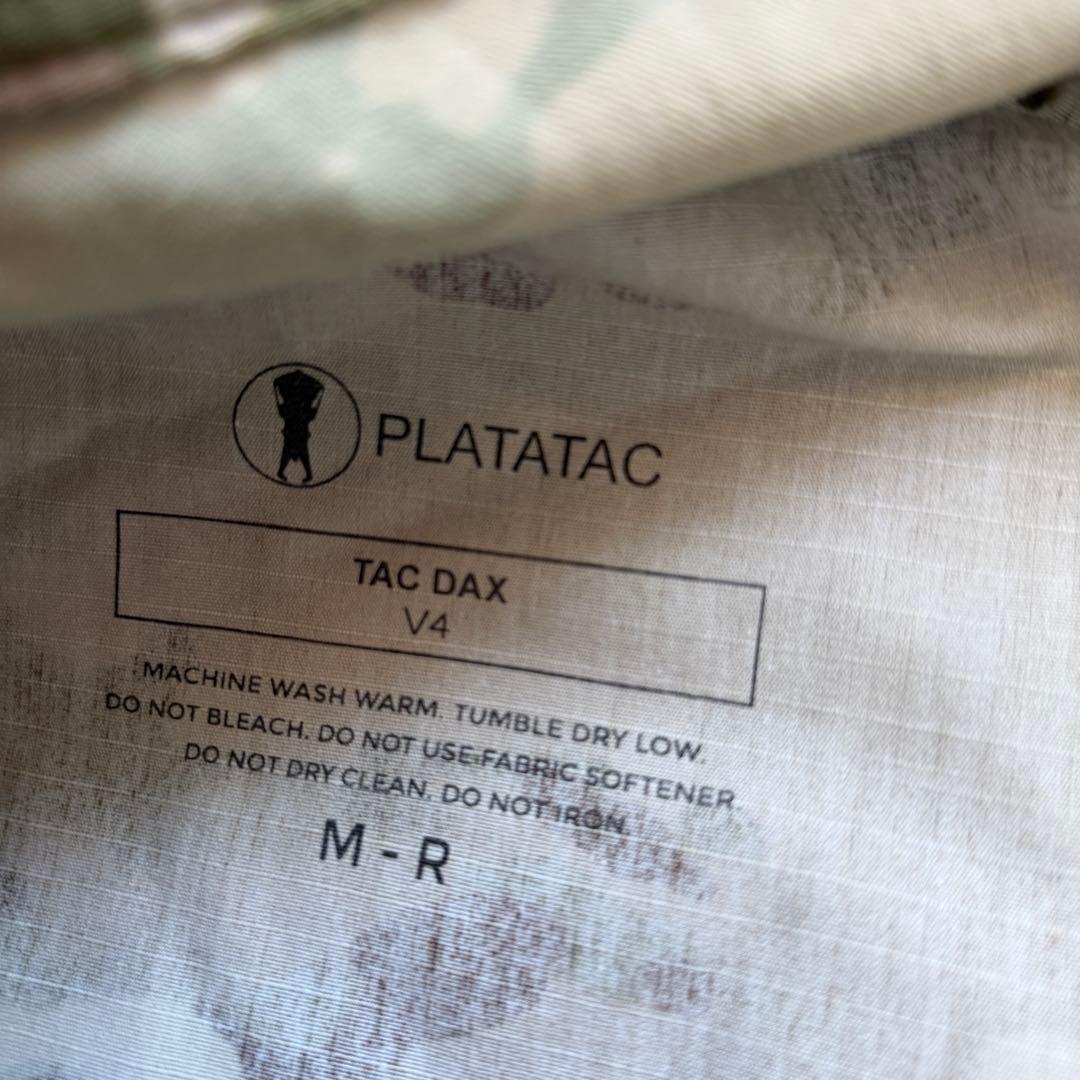 PLATATAC
TAC DAX
V4
MACHINE WASH WARM. TUMBLE DRY LOW.
DO NOT BLEACH. DO NOT USE FABRIC SOFTENER.
DO NOT DRY CLEAN. DO NOT IRON.
M - R